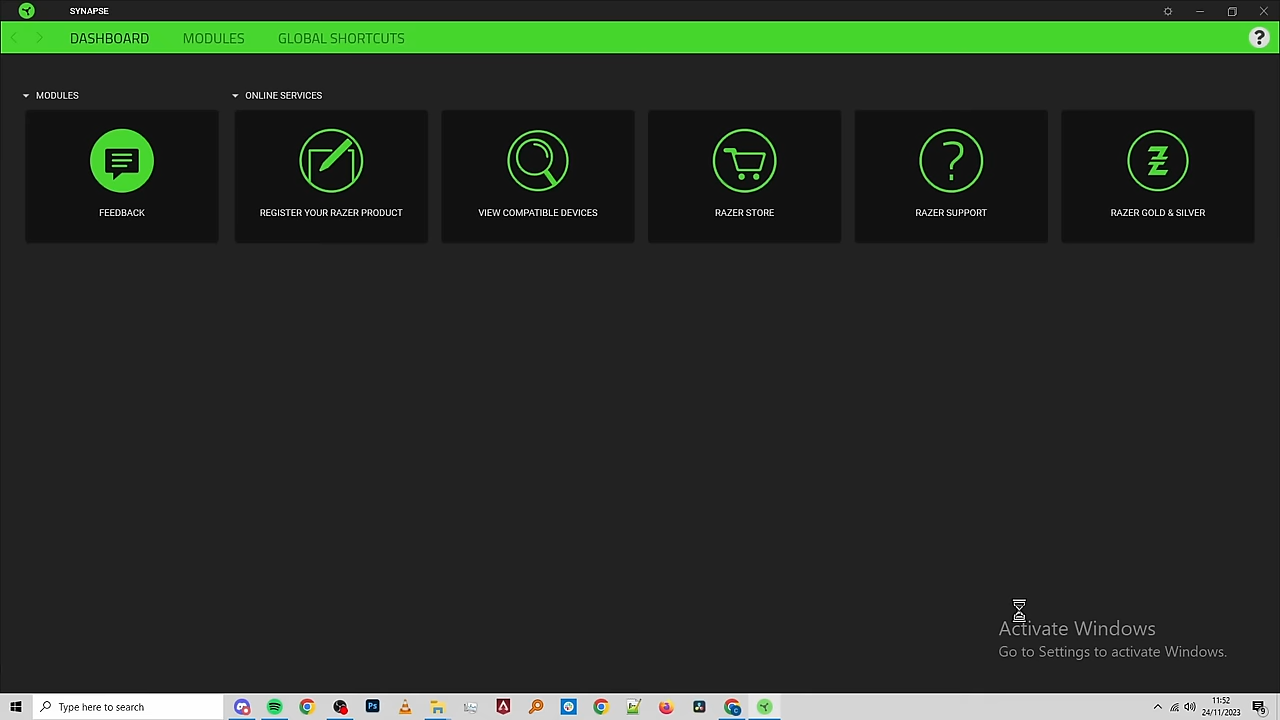 SYNAPSE
DASHBOARD
MODULES
GLOBAL SHORTCUTS
?
MODULES
ONLINE SERVICES
FEEDBACK
REGISTER YOUR RAZER PRODUCT
VIEW COMPATIBLE DEVICES
RAZER STORE
RAZER SUPPORT
RAZER GOLD & SILVER
Activate Windows
Go to Settings to activate Windows.
Type here to search
Ps
11:52
24/11/2023